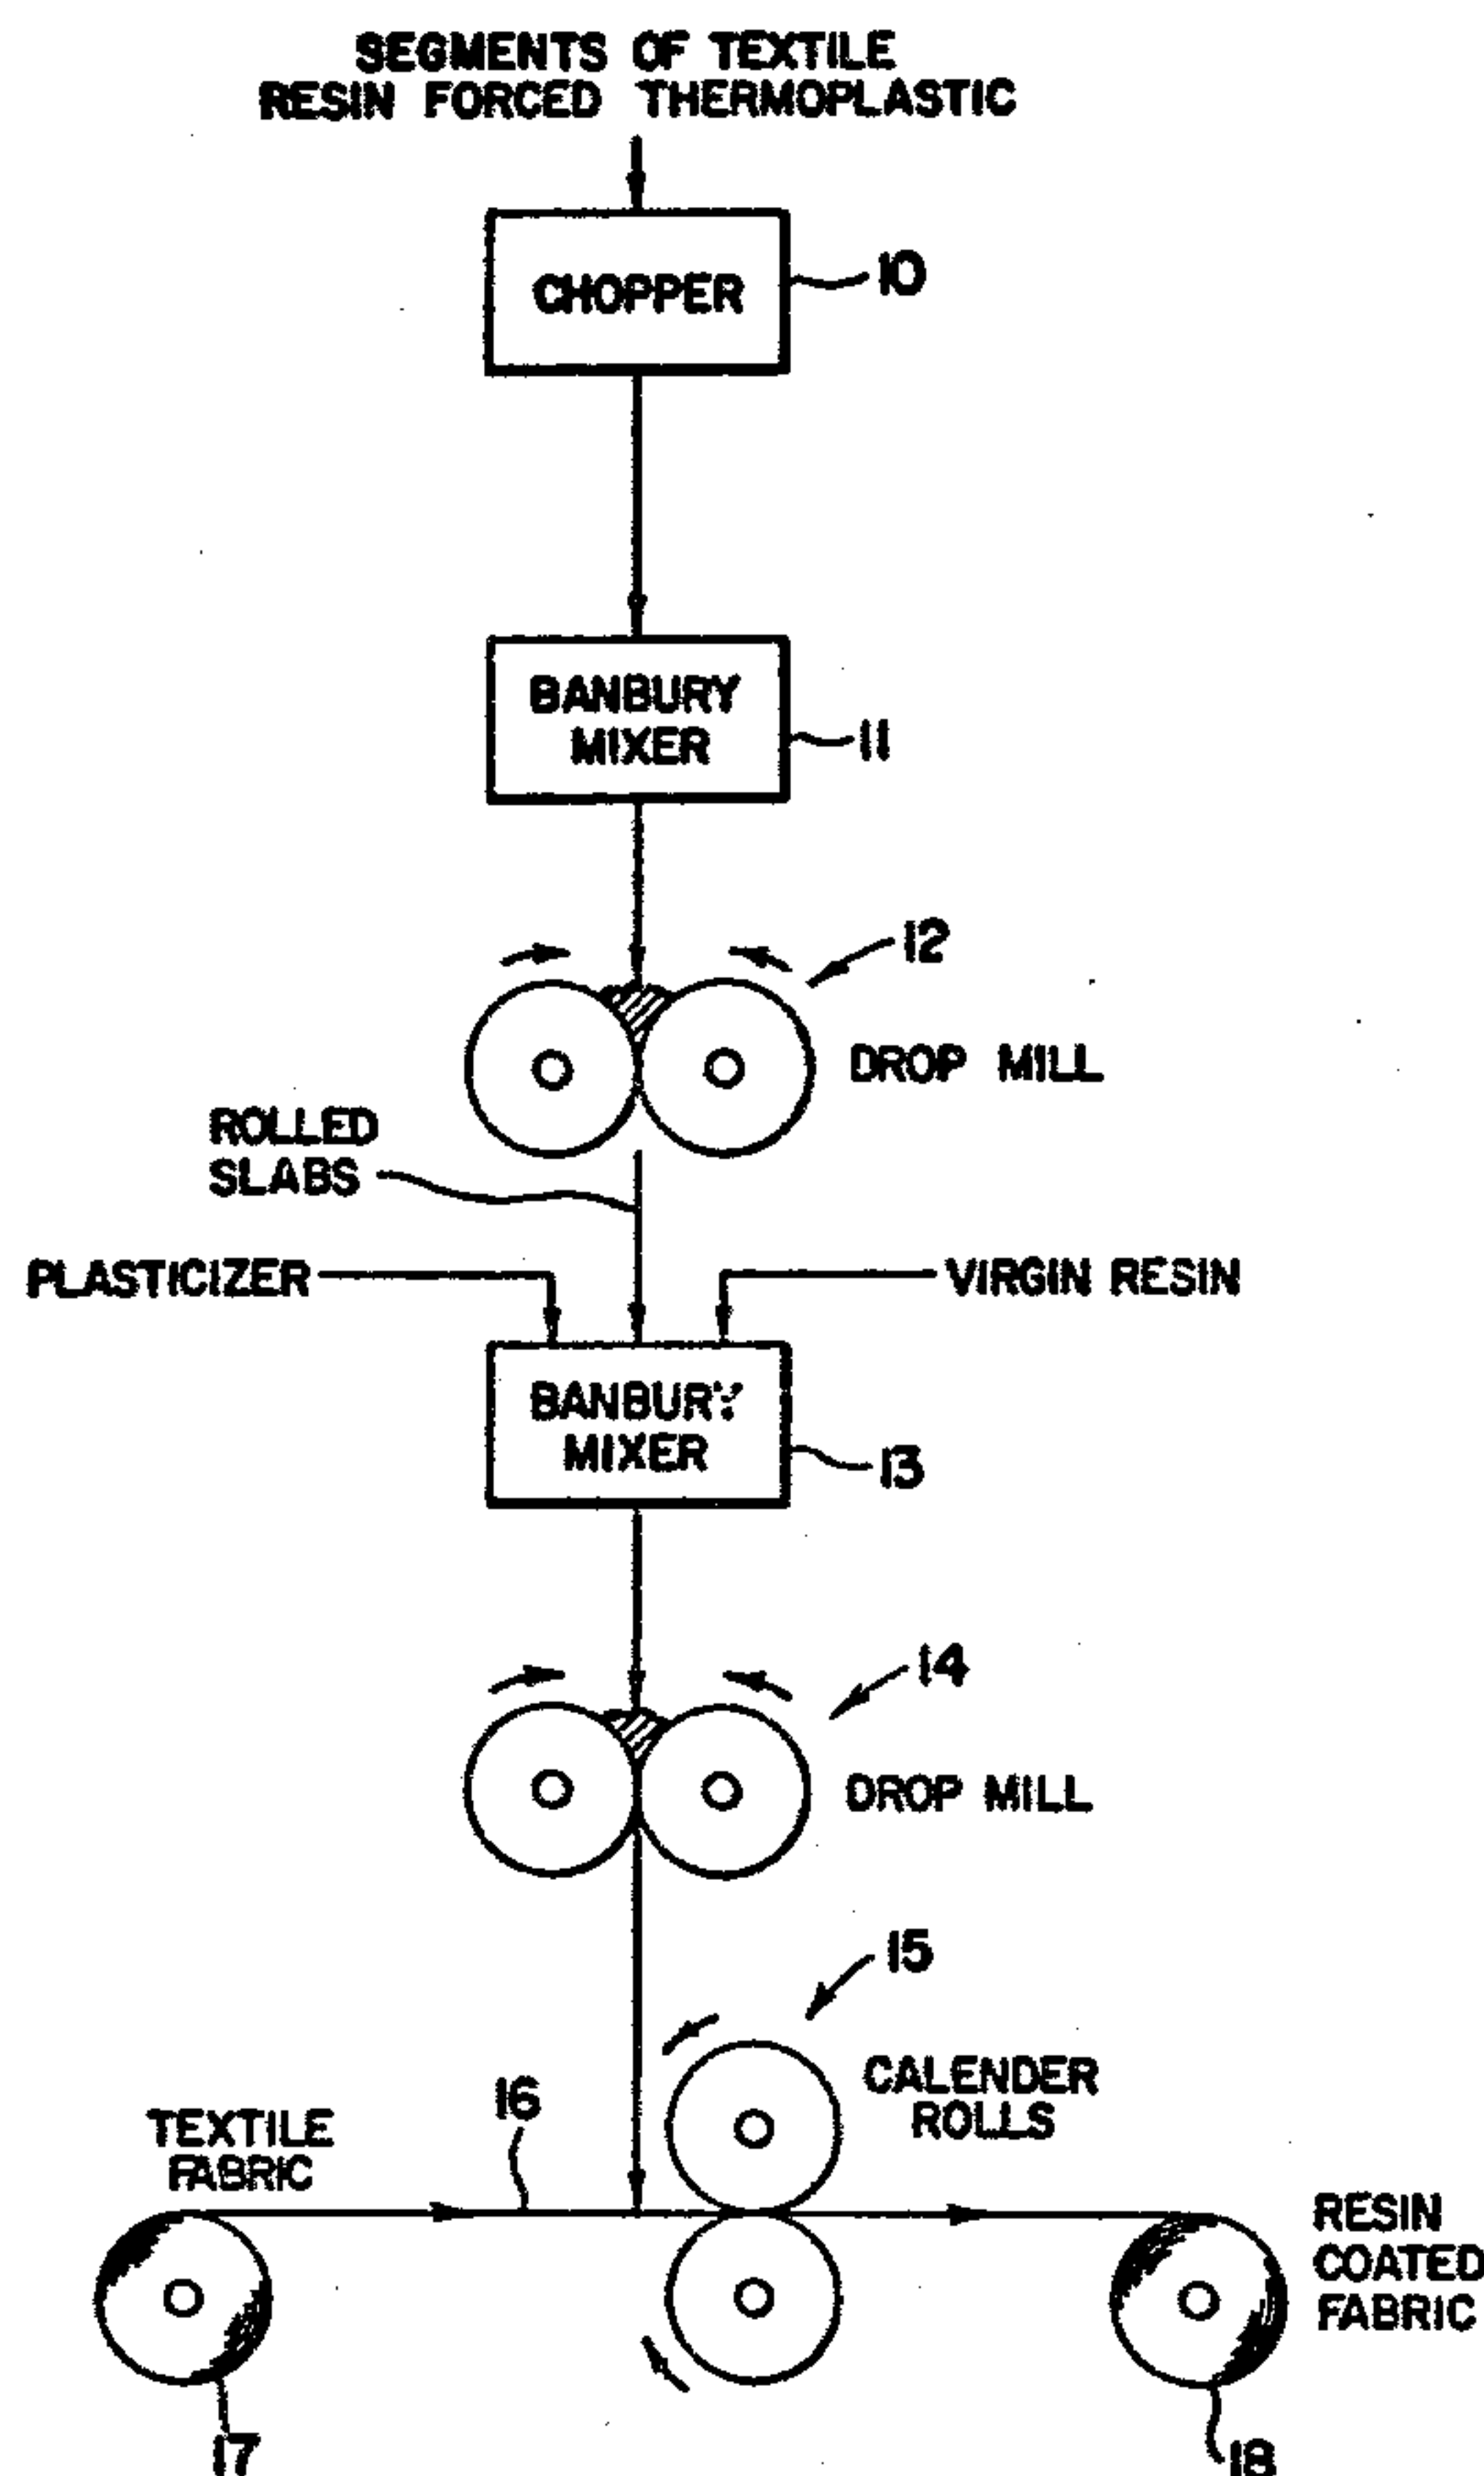 SEGMENTS OF TEXTILE
RESIN FORCED THERMOPLASTIC
CHOPPER
10
BANBURY
MIXER
11
12
DROP MILL
ROLLED
SLABS
PLASTICIZER
VIRGIN RESIN
BANBURY
MIXER
13
14
DROP MILL
15
CALENDER
ROLLS
16
TEXTILE
FABRIC
RESIN
COATED
FABRIC
17
18